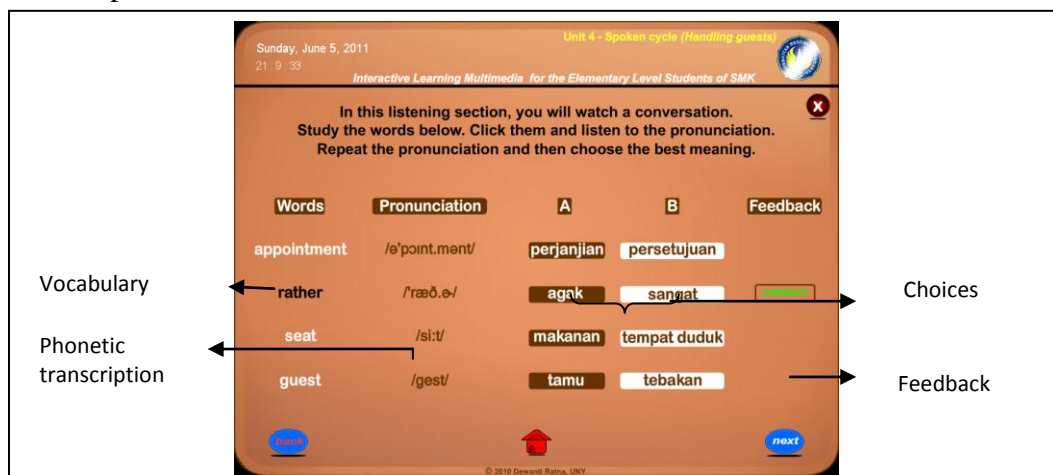 Sunday, June 5, 2011
Unit 4 - Spoken cycle (Handling guests)
21 : 9 : 33
Interactive Learning Multimedia for the Elementary Level Students of SMK
In this listening section, you will watch a conversation.
Study the words below. Click them and listen to the pronunciation.
Repeat the pronunciation and then choose the best meaning.
Words Pronunciation A B Feedback
appointment /ə'pɔɪnt.mənt/ perjanjian persetujuan
Vocabulary rather /'ræð.ɚ/ agak sangat Choices
seat /si:t/ makanan tempat duduk
Phonetic
transcription
guest /gest/ tamu tebakan Feedback
back next
© 2010 Dewanti Ratna, UNY.